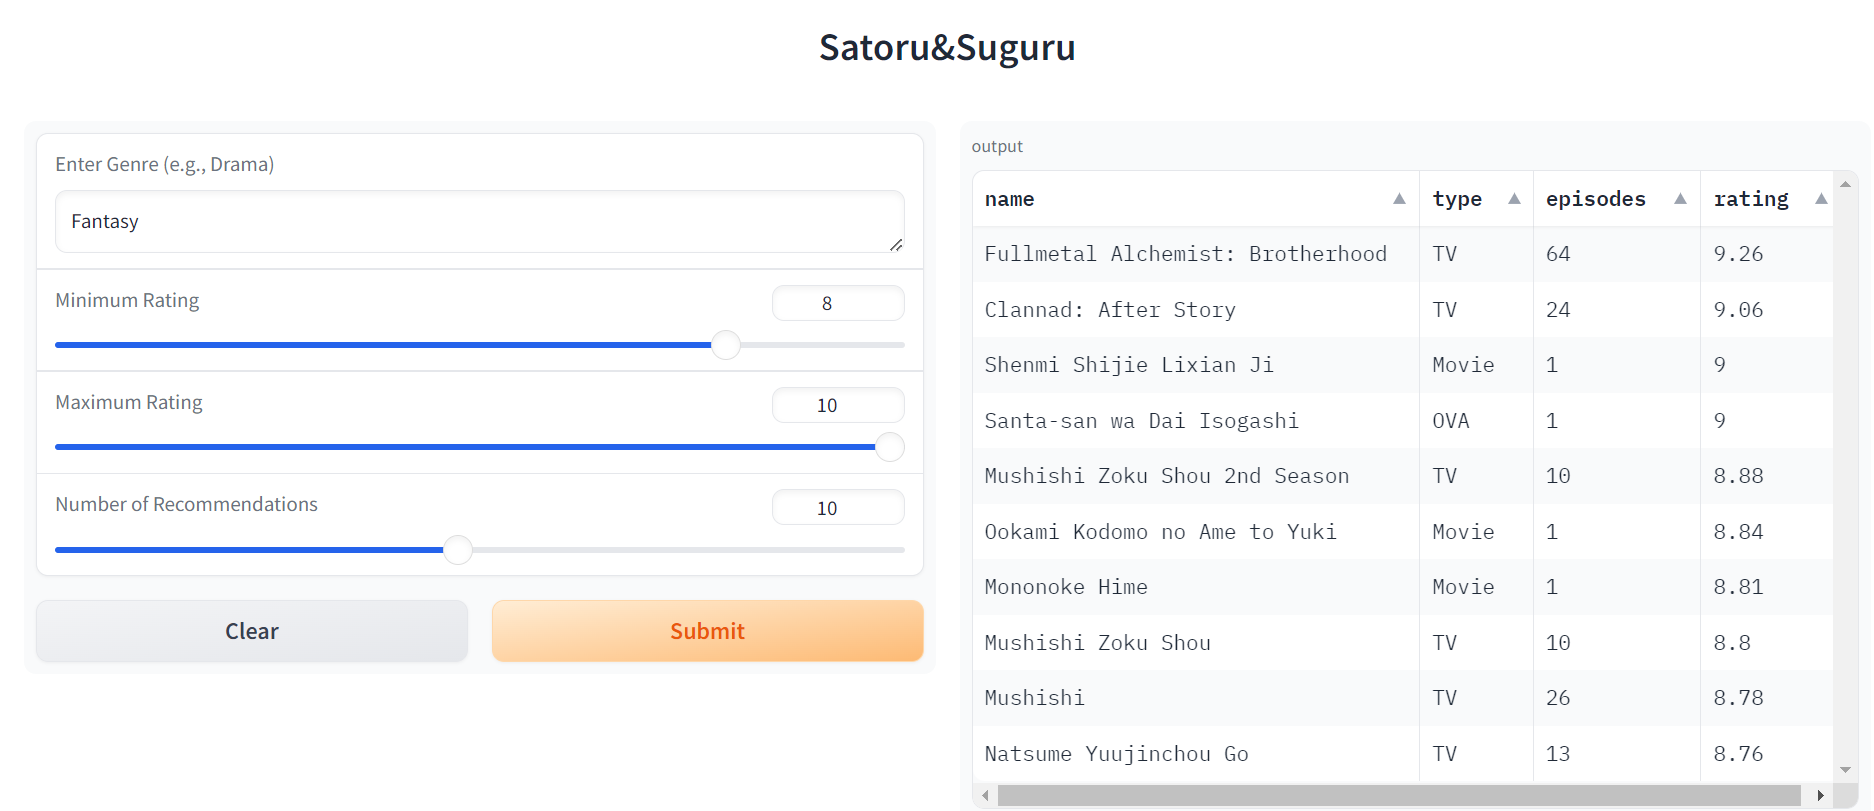 Satoru&Suguru
Enter Genre (e.g., Drama)
Fantasy
Minimum Rating 8
Maximum Rating 10
Number of Recommendations 10
Clear Submit
output
name type episodes rating
Fullmetal Alchemist: Brotherhood TV 64 9.26
Clannad: After Story TV 24 9.06
Shenmi Shijie Lixian Ji Movie 1 9
Santa-san wa Dai Isogashi OVA 1 9
Mushishi Zoku Shou 2nd Season TV 10 8.88
Ookami Kodomo no Ame to Yuki Movie 1 8.84
Mononoke Hime Movie 1 8.81
Mushishi Zoku Shou TV 10 8.8
Mushishi TV 26 8.78
Natsume Yuujinchou Go TV 13 8.76